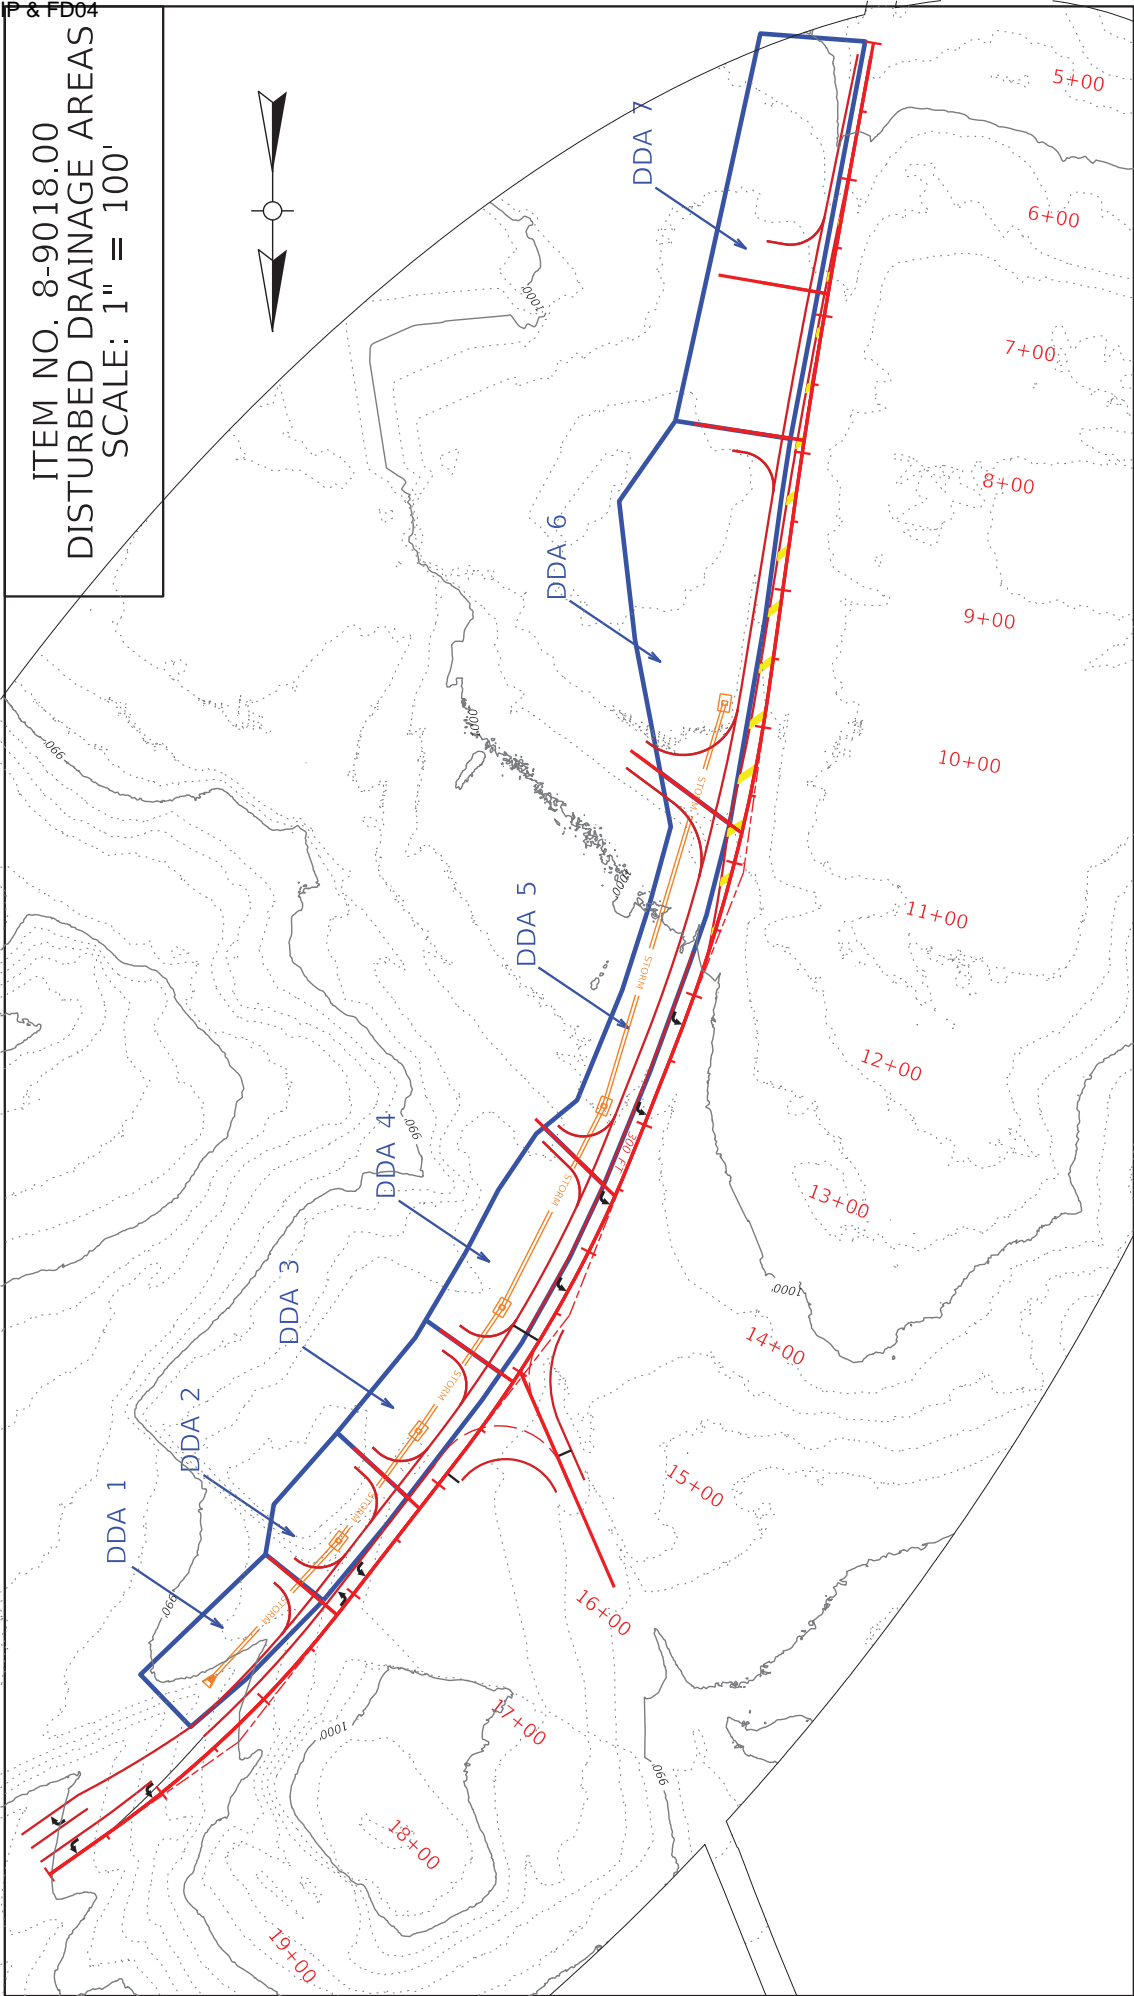 IP & FD04
ITEM NO. 8-9018.00
DISTURBED DRAINAGE AREAS
SCALE: 1" = 100'
5+00
DDA 7
6+00
1000
7+00
8+00
DDA 6
9+00
1000
990
10+00
STORM
1000
DDA 5
11+00
STORM
12+00
990
DDA 4
300 FT
STORM
13+00
DDA 3
1000
14+00
STORM
DDA 2
15+00
STORM
DDA 1
990
STORM
16+00
1000
17+00
990
18+00
19+00